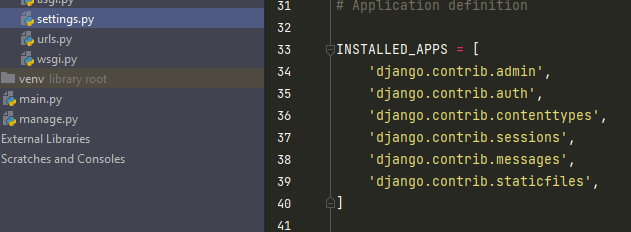 asgi.py
settings.py
urls.py
wsgi.py
venv library root
main.py
manage.py
External Libraries
Scratches and Consoles
31 # Application definition
32
33 INSTALLED_APPS = [
34 'django.contrib.admin',
35 'django.contrib.auth',
36 'django.contrib.contenttypes',
37 'django.contrib.sessions',
38 'django.contrib.messages',
39 'django.contrib.staticfiles',
40 ]
41